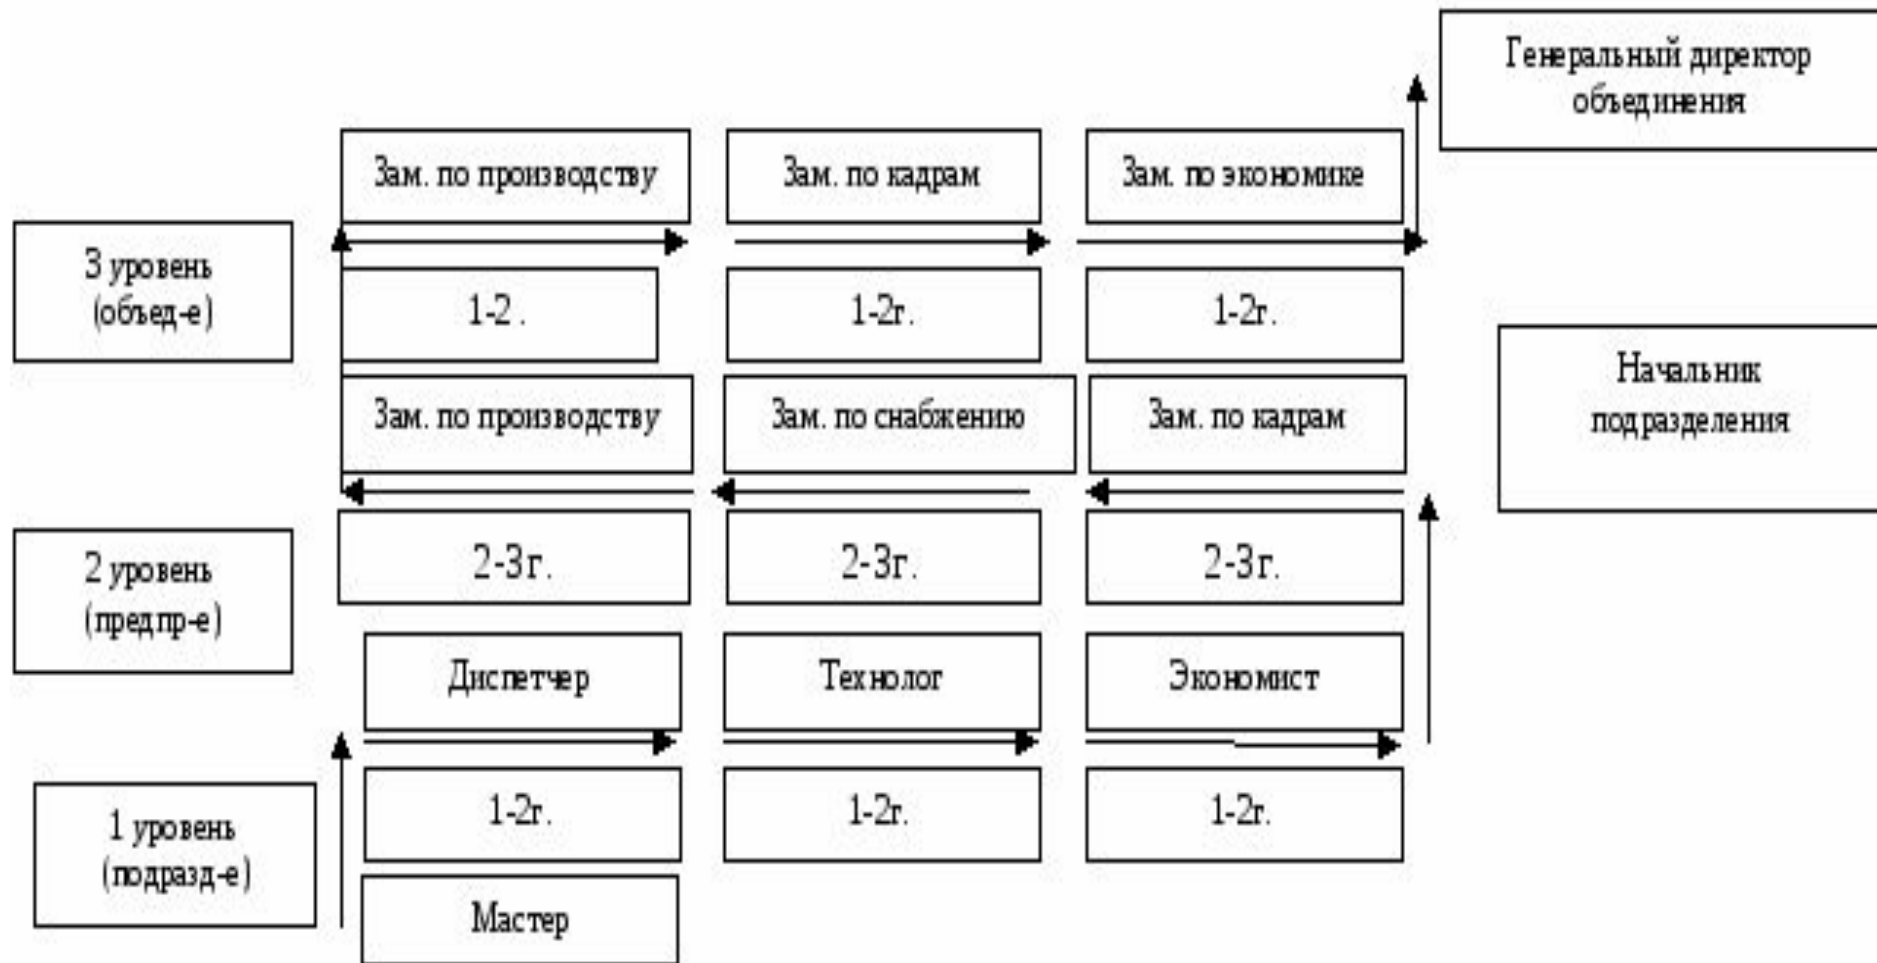 Генеральный директор
объединения
Зам. по производству
Зам. по кадрам
Зам. по экономике
3 уровень
(объед-е)
1-2 .
1-2г.
1-2г.
Начальник
подразделения
Зам. по производству
Зам. по снабжению
Зам. по кадрам
2 уровень
(предпр-е)
2-3г.
2-3г.
2-3г.
Диспетчер
Технолог
Экономист
1 уровень
(подразд-е)
1-2г.
1-2г.
1-2г.
Мастер